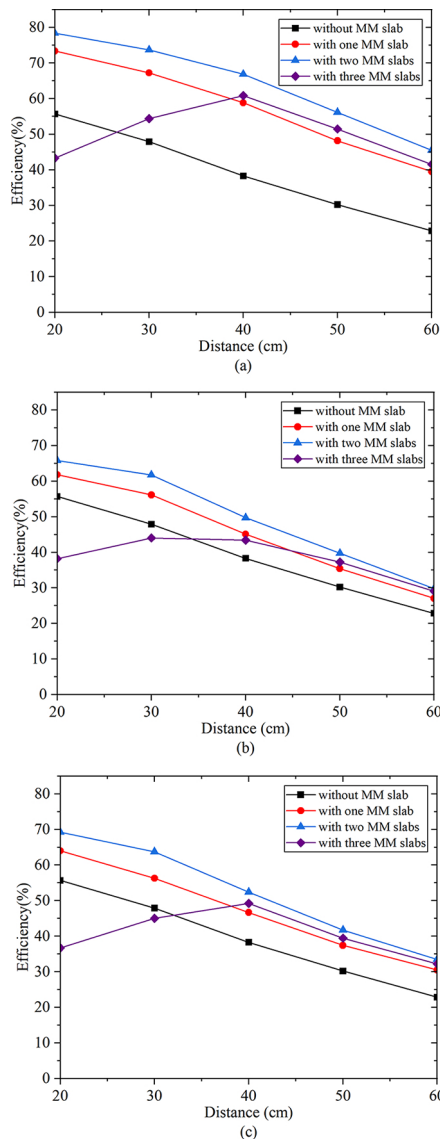 80
70
60
50
40
30
20
10
0
Efficiency(%)
without MM slab
with one MM slab
with two MM slabs
with three MM slabs
20 30 40 50 60
Distance (cm)
(a)
80
70
60
50
40
30
20
10
0
Efficiency(%)
without MM slab
with one MM slab
with two MM slabs
with three MM slabs
20 30 40 50 60
Distance (cm)
(b)
80
70
60
50
40
30
20
10
0
Efficiency(%)
without MM slab
with one MM slab
with two MM slabs
with three MM slabs
20 30 40 50 60
Distance (cm)
(c)